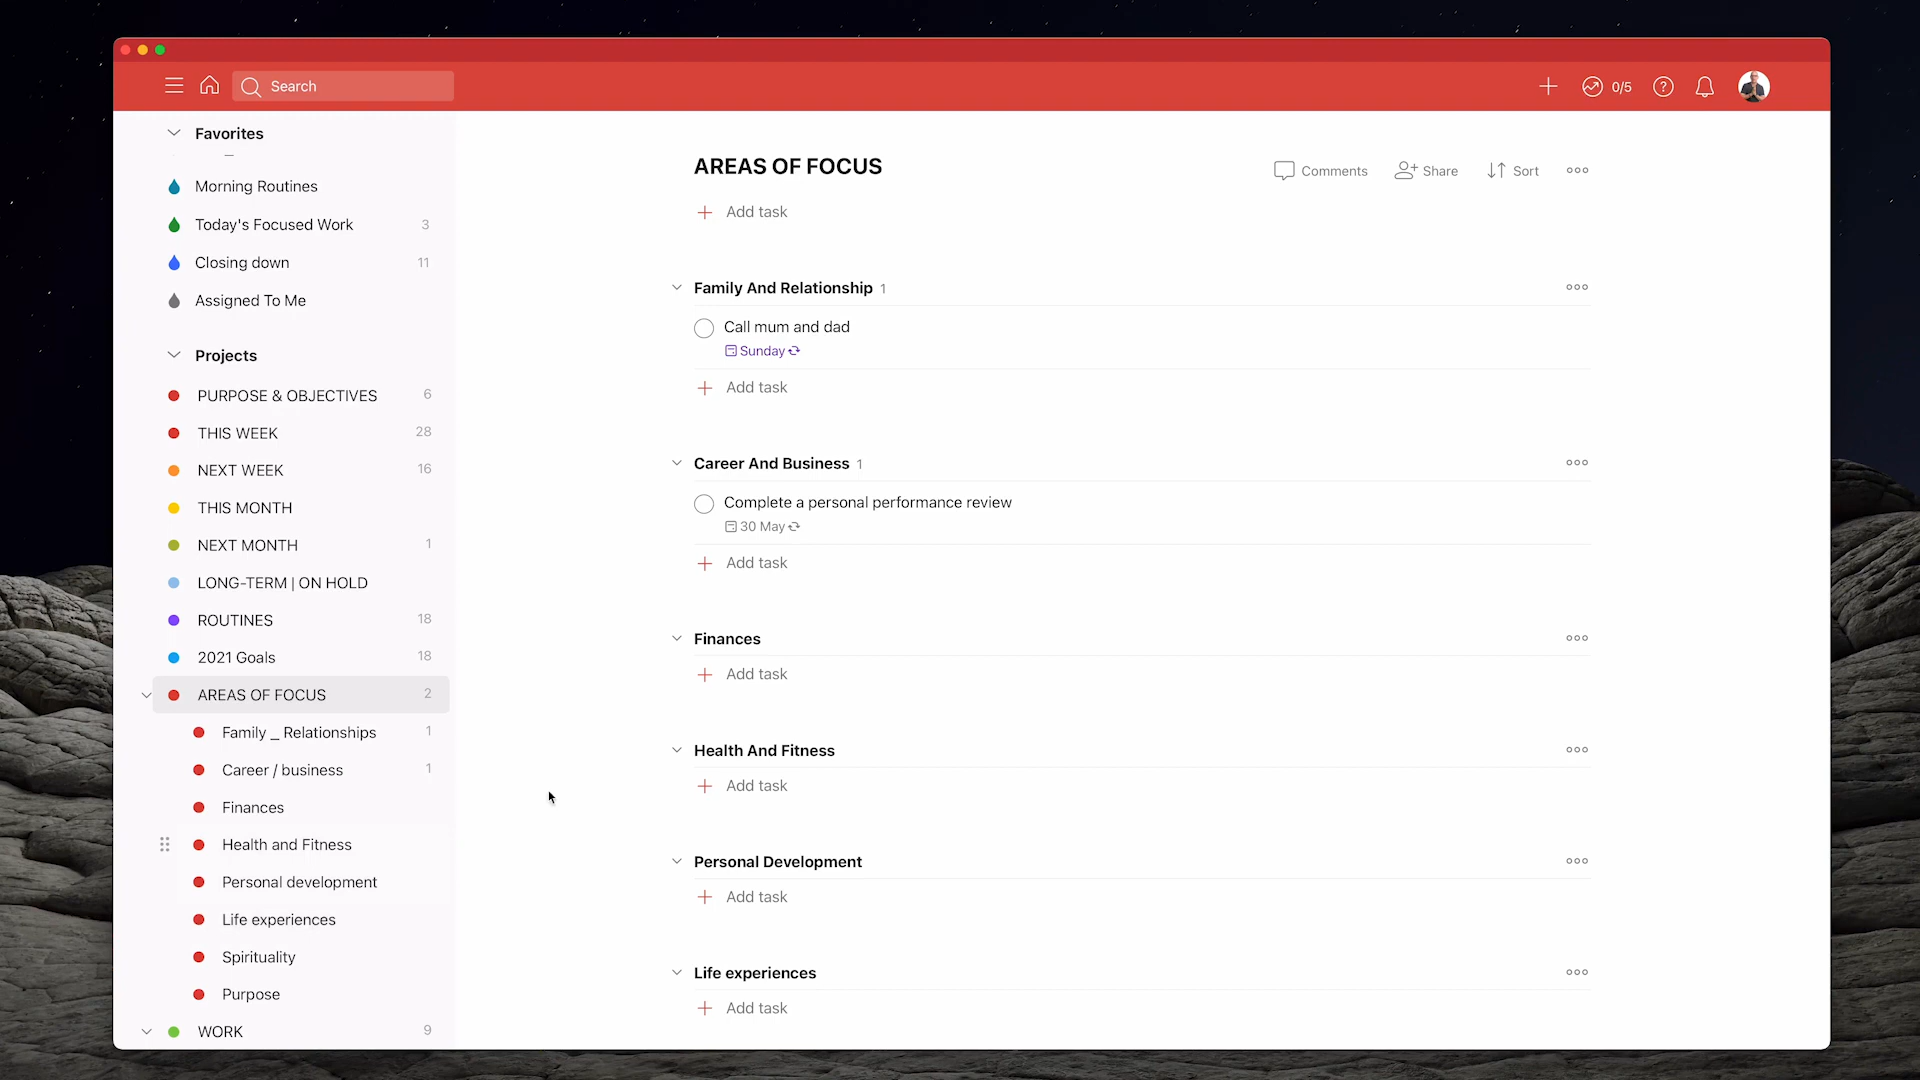 Search
0/5
Favorites
Morning Routines
Today's Focused Work 3
Closing down 11
Assigned To Me
Projects
PURPOSE & OBJECTIVES 6
THIS WEEK 28
NEXT WEEK 16
THIS MONTH
NEXT MONTH 1
LONG-TERM | ON HOLD
ROUTINES 18
2021 Goals 18
AREAS OF FOCUS 2
Family _ Relationships 1
Career / business 1
Finances
Health and Fitness
Personal development
Life experiences
Spirituality
Purpose
WORK 9
AREAS OF FOCUS
Comments Share Sort
Add task
Family And Relationship 1
Call mum and dad
Sunday
Add task
Career And Business 1
Complete a personal performance review
30 May
Add task
Finances
Add task
Health And Fitness
Add task
Personal Development
Add task
Life experiences
Add task